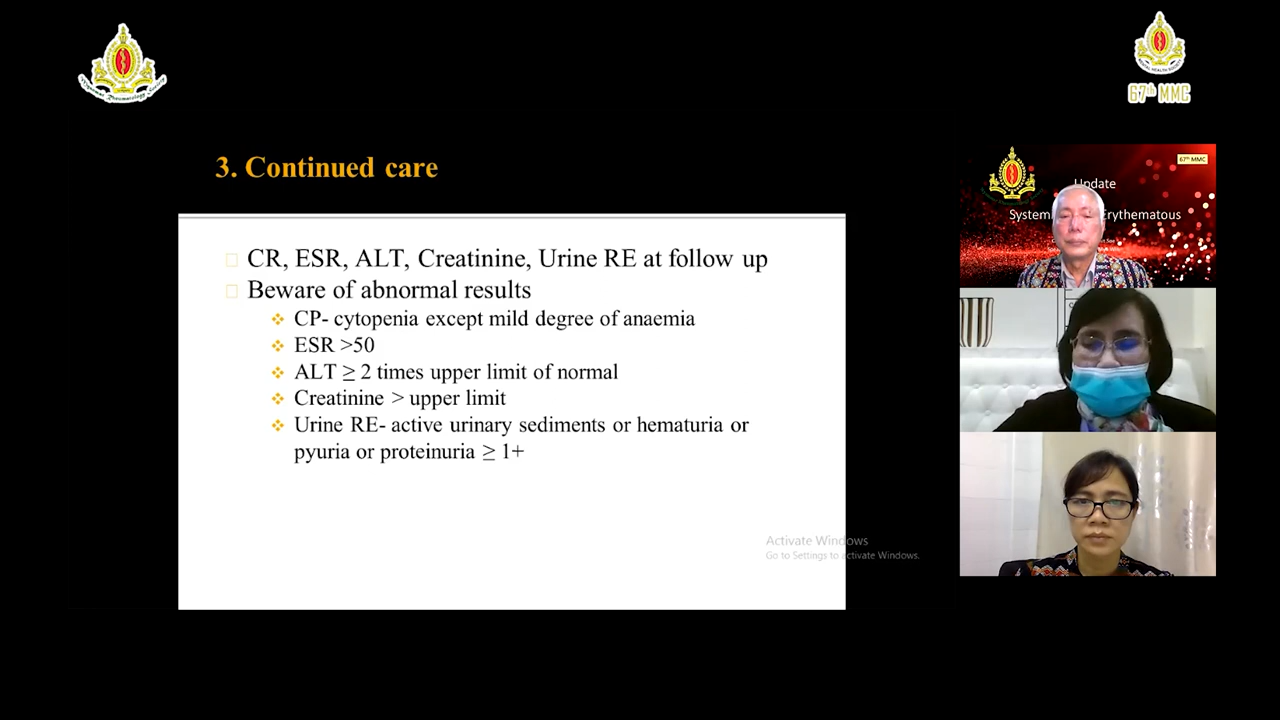 67th MMC
3. Continued care
67th MMC
Update
Erythematous
CR, ESR, ALT, Creatinine, Urine RE at follow up
Beware of abnormal results
CP- cytopenia except mild degree of anaemia
ESR >50
ALT ≥ 2 times upper limit of normal
Creatinine > upper limit
Urine RE- active urinary sediments or hematuria or
pyuria or proteinuria ≥ 1+
Activate Windows
Go to Settings to activate Windows.